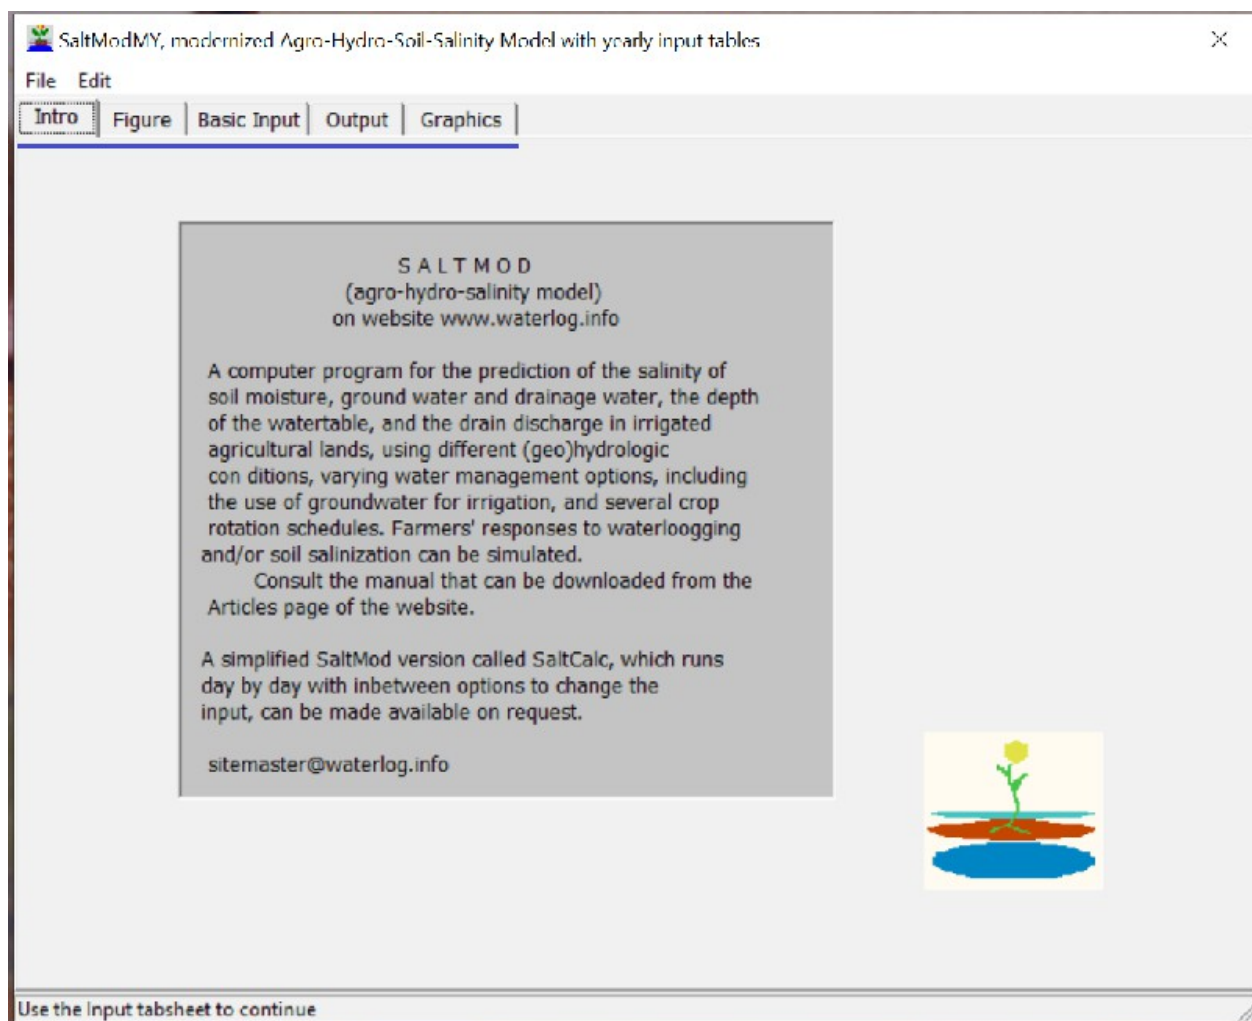 SaltModMY, modernized Agro-Hydro-Soil-Salinity Model with yearly input tables
File Edit
Intro Figure Basic Input Output Graphics
S A L T M O D
(agro-hydro-salinity model)
on website www.waterlog.info
A computer program for the prediction of the salinity of
soil moisture, ground water and drainage water, the depth
of the watertable, and the drain discharge in irrigated
agricultural lands, using different (geo)hydrologic
con ditions, varying water management options, including
the use of groundwater for irrigation, and several crop
rotation schedules. Farmers' responses to waterloogging
and/or soil salinization can be simulated.
Consult the manual that can be downloaded from the
Articles page of the website.
A simplified SaltMod version called SaltCalc, which runs
day by day with inbetween options to change the
input, can be made available on request.
sitemaster@waterlog.info
Use the Input tabsheet to continue